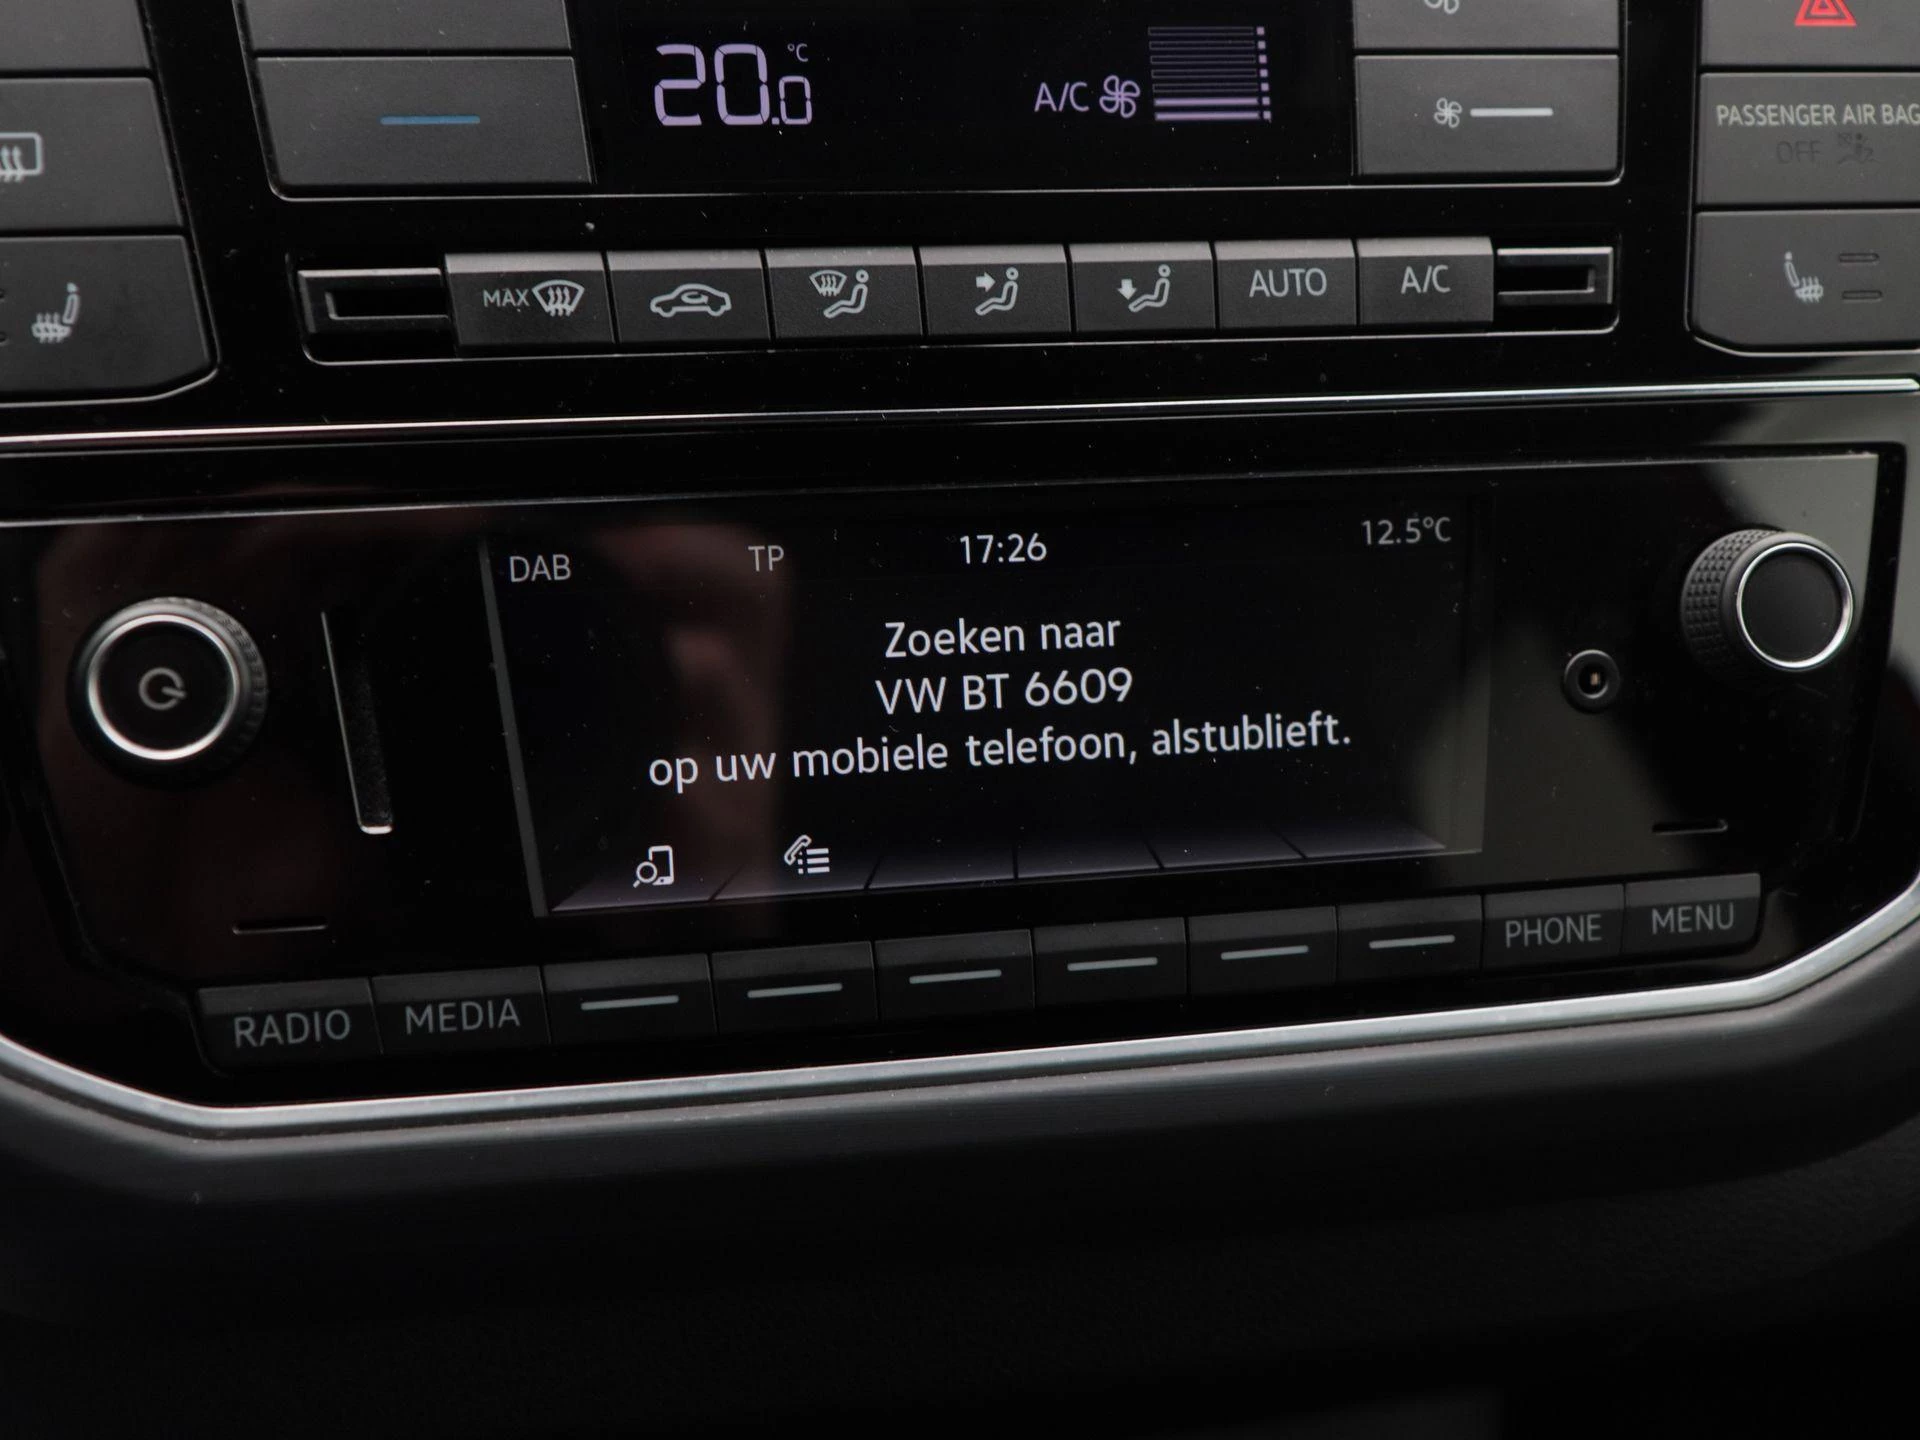 20.0 °C
A/C
PASSENGER AIR BAG
OFF
MAX
AUTO
A/C
DAB TP 17:26 12.5°C
Zoeken naar
VW BT 6609
op uw mobiele telefoon, alstublieft.
RADIO MEDIA PHONE MENU